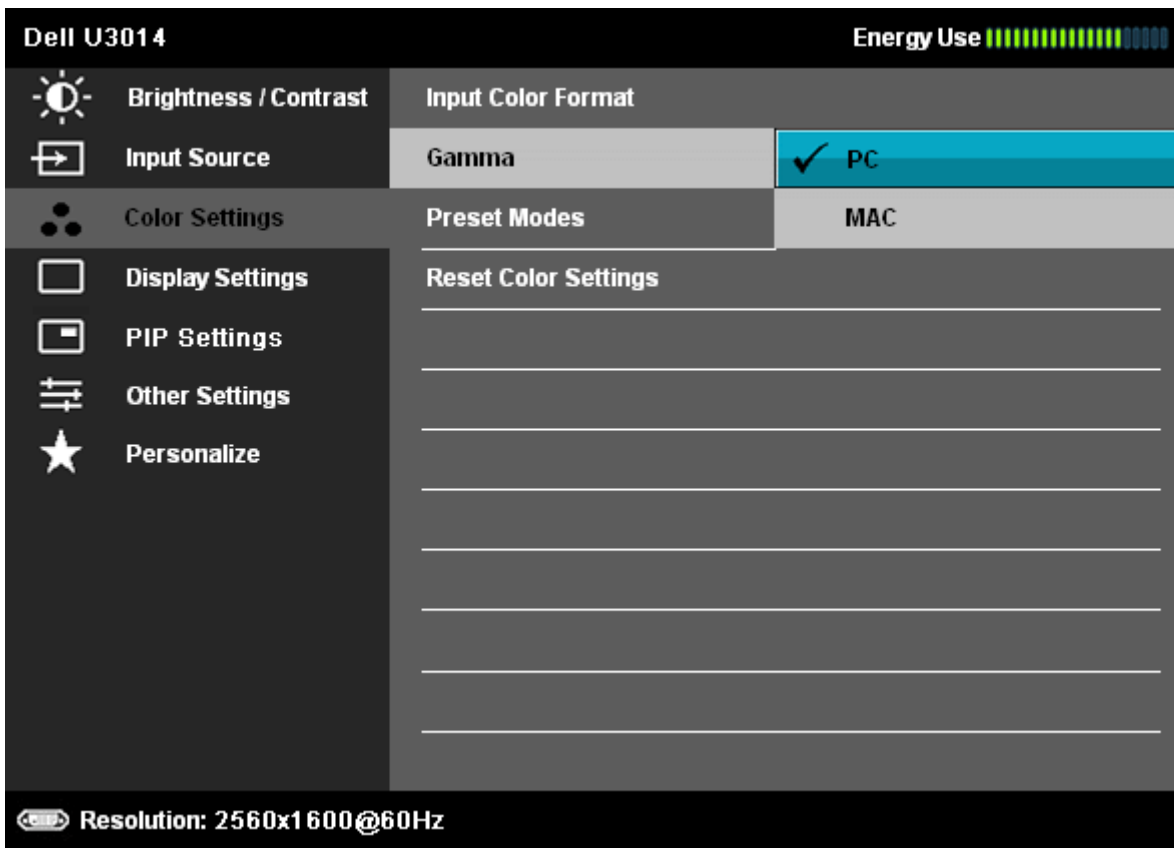 Dell U3014 Energy Use
Brightness / Contrast Input Color Format
Input Source Gamma PC
Color Settings Preset Modes MAC
Display Settings Reset Color Settings
PIP Settings
Other Settings
Personalize
Resolution: 2560x1600@60Hz